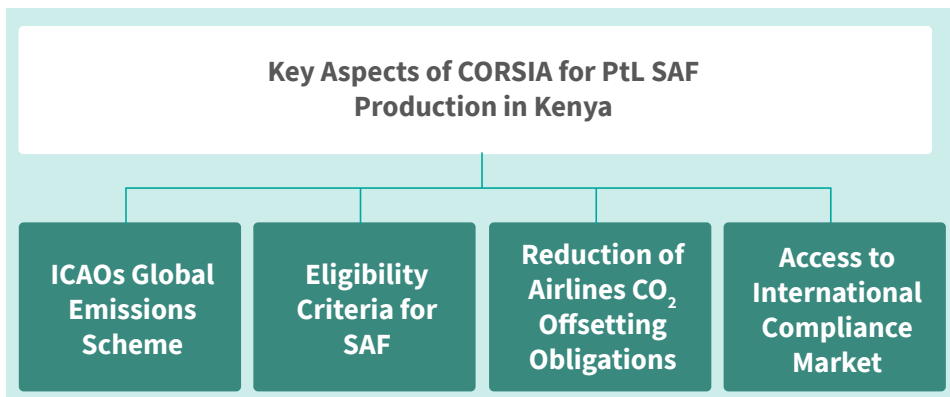 Key Aspects of CORSIA for PtL SAF
Production in Kenya
ICAOs Global
Emissions
Scheme
Eligibility
Criteria for
SAF
Reduction of
Airlines CO₂
Offsetting
Obligations
Access to
International
Compliance
Market